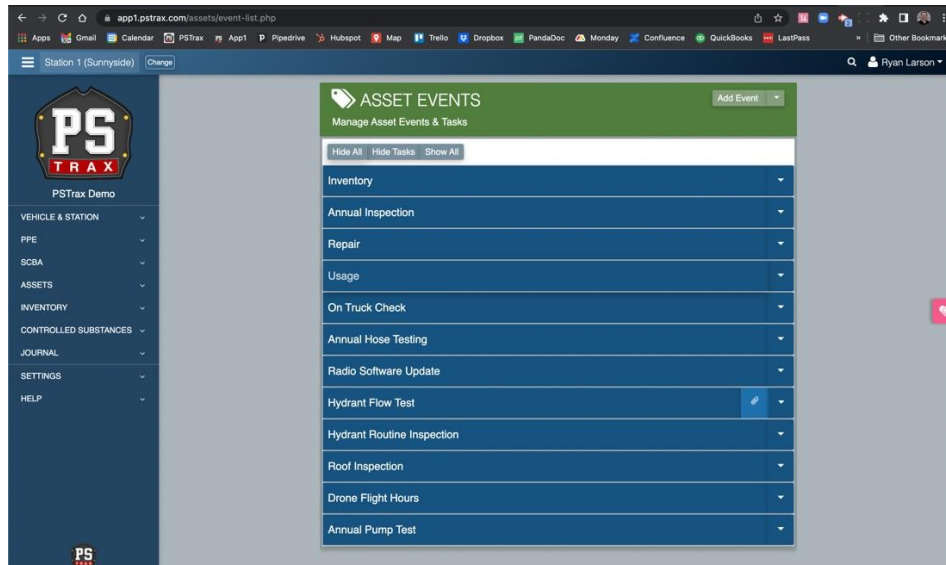 app1.pstrax.com/assets/event-list.php
Apps Gmail Calendar PSTrax App1 Pipedrive Hubspot Map Trello Dropbox PandaDoc Monday Confluence QuickBooks LastPass » Other Bookmark
Station 1 (Sunnyside) Change Ryan Larson
PS
TRAX
PSTrax Demo
VEHICLE & STATION
PPE
SCBA
ASSETS
INVENTORY
CONTROLLED SUBSTANCES
JOURNAL
SETTINGS
HELP
PS
ASSET EVENTS Add Event
Manage Asset Events & Tasks
Hide All Hide Tasks Show All
Inventory
Annual Inspection
Repair
Usage
On Truck Check
Annual Hose Testing
Radio Software Update
Hydrant Flow Test
Hydrant Routine Inspection
Roof Inspection
Drone Flight Hours
Annual Pump Test